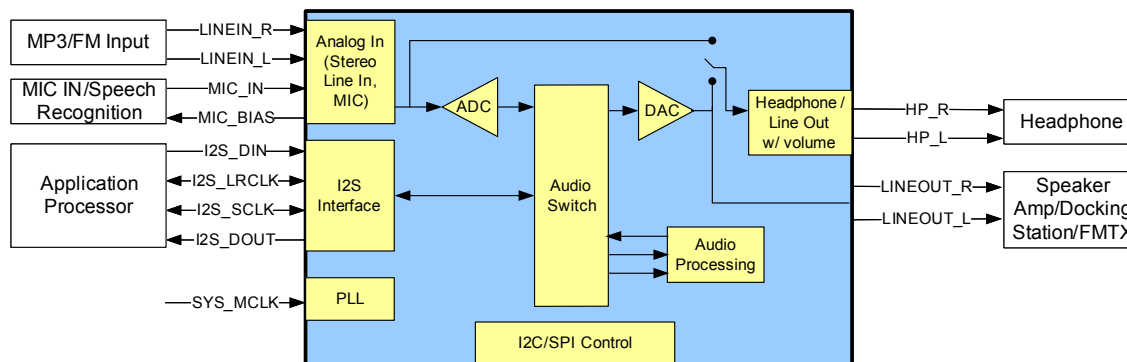 MP3/FM Input
LINEIN_R
LINEIN_L
MIC IN/Speech
Recognition
MIC_IN
MIC_BIAS
Application
Processor
I2S_DIN
I2S_LRCLK
I2S_SCLK
I2S_DOUT
SYS_MCLK
Analog In
(Stereo
Line In,
MIC)
I2S
Interface
PLL
ADC
Audio
Switch
DAC
Audio
Processing
I2C/SPI Control
Headphone /
Line Out
w/ volume
HP_R
HP_L
Headphone
LINEOUT_R
LINEOUT_L
Speaker
Amp/Docking
Station/FMTX